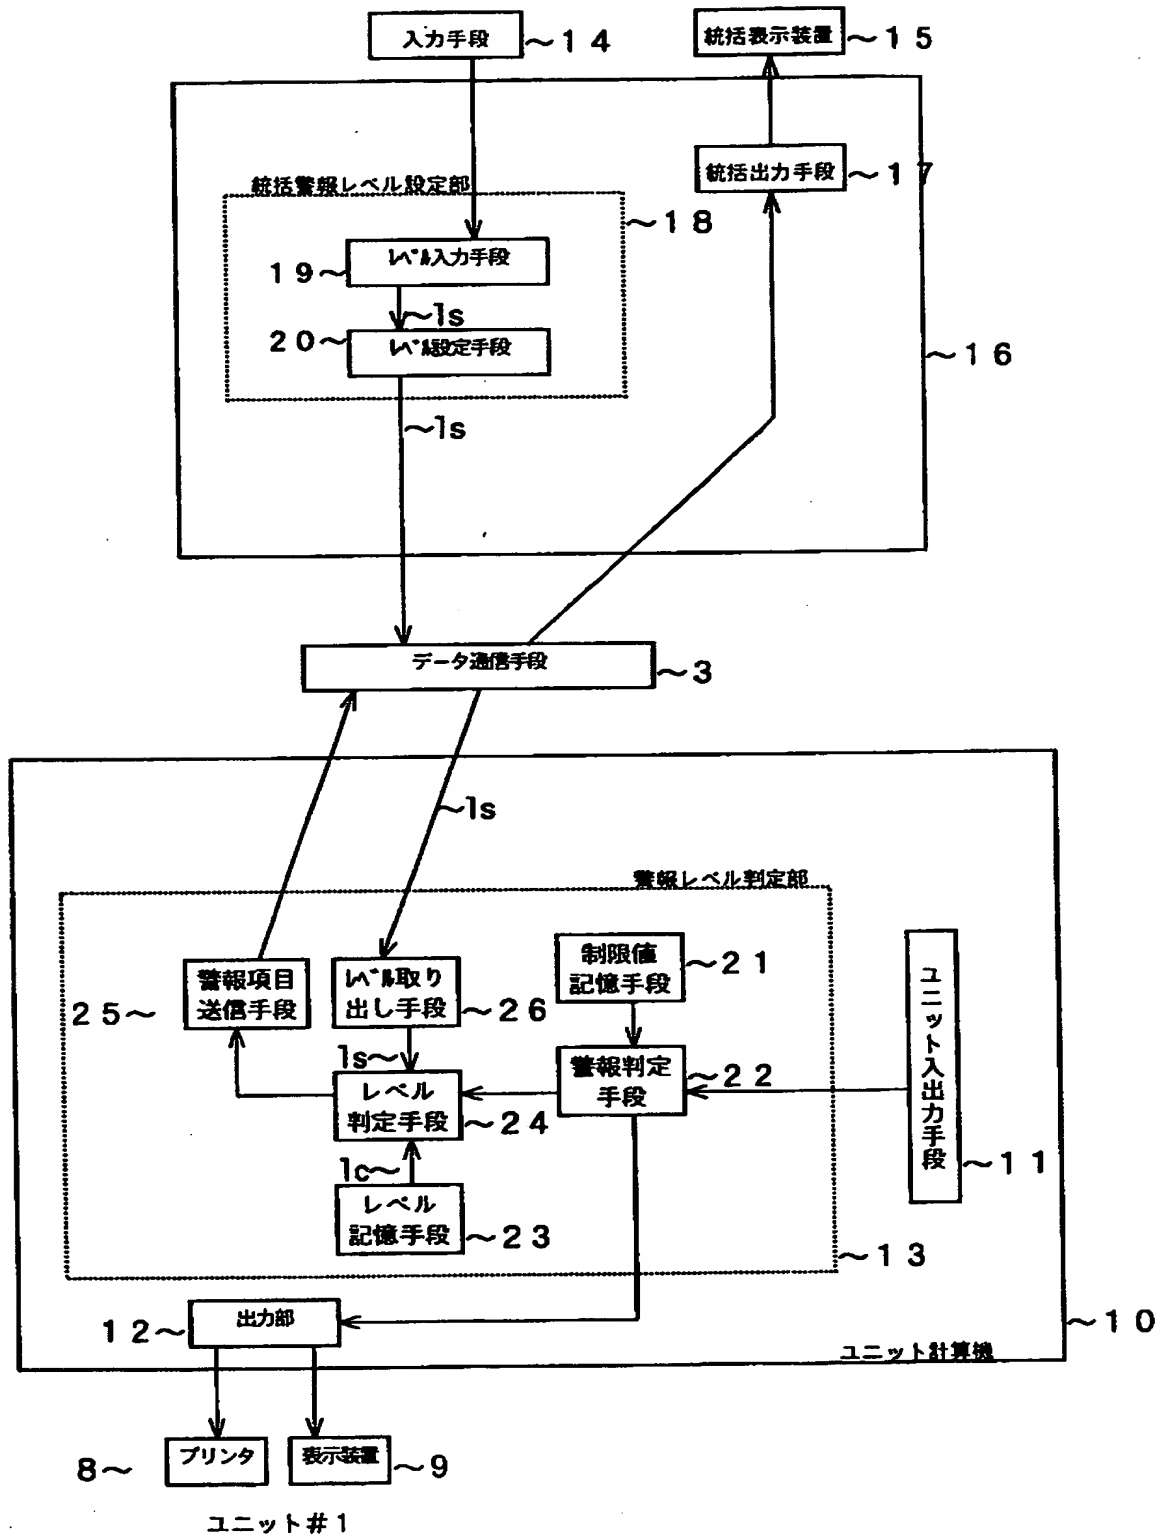 入力手段 ～14
統括表示装置 ～15
統括出力手段 ～17
統括警報レベル設定部
～18
19～ レベル入力手段
～ls
20～ レベル設定手段
～16
～ls
データ通信手段 ～3
～ls
警報レベル判定部
25～ 警報項目
送信手段
レベル取り
出し手段 ～26
制限値
記憶手段 ～21
ユニット入出力手段 ～11
ls～
警報判定
手段 ～22
レベル
判定手段 ～24
lc～
レベル
記憶手段 ～23
～13
12～ 出力部
～10
ユニット計算機
8～ プリンタ
表示装置 ～9
ユニット＃1